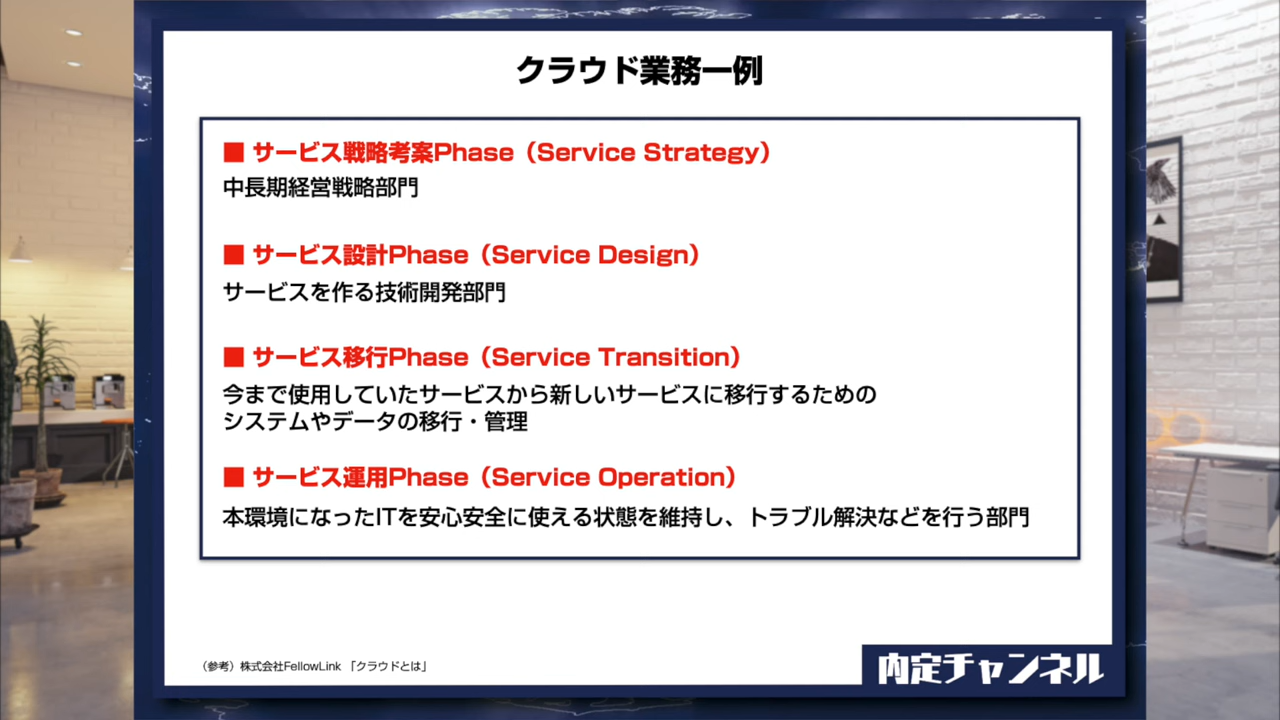 クラウド業務一例
■ サービス戦略考案Phase（Service Strategy）
中長期経営戦略部門
■ サービス設計Phase（Service Design）
サービスを作る技術開発部門
■ サービス移行Phase（Service Transition）
今まで使用していたサービスから新しいサービスに移行するための
システムやデータの移行・管理
■ サービス運用Phase（Service Operation）
本環境になったITを安心安全に使える状態を維持し、トラブル解決などを行う部門
（参考）株式会社FellowLink 「クラウドとは」
内定チャンネル